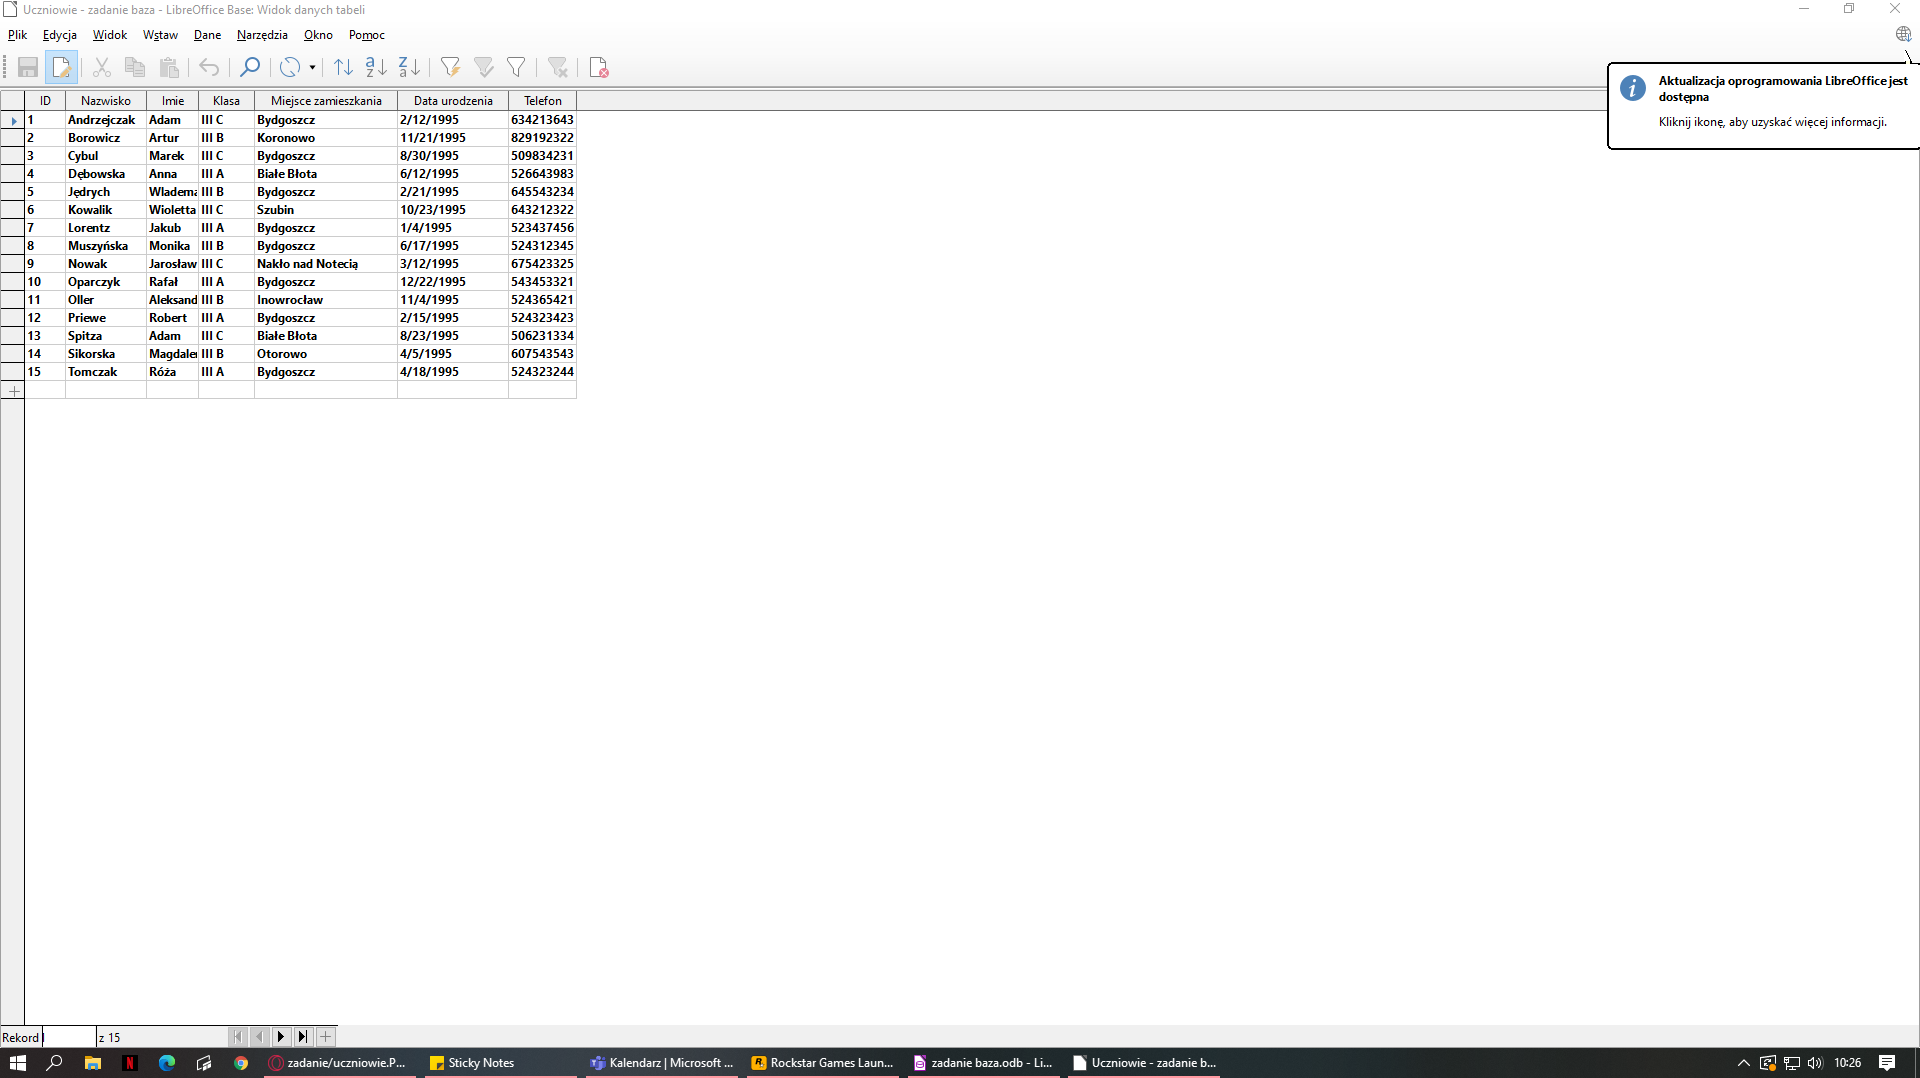 Uczniowie - zadanie baza - LibreOffice Base: Widok danych tabeli
Plik Edycja Widok Wstaw Dane Narzędzia Okno Pomoc
Aktualizacja oprogramowania LibreOffice jest
dostępna
Kliknij ikonę, aby uzyskać więcej informacji.
ID Nazwisko Imie Klasa Miejsce zamieszkania Data urodzenia Telefon
1 Andrzejczak Adam III C Bydgoszcz 2/12/1995 634213643
2 Borowicz Artur III B Koronowo 11/21/1995 829192322
3 Cybul Marek III C Bydgoszcz 8/30/1995 509834231
4 Dębowska Anna III A Białe Błota 6/12/1995 526643983
5 Jędrych Wladema III B Bydgoszcz 2/21/1995 645543234
6 Kowalik Wioletta III C Szubin 10/23/1995 643212322
7 Lorentz Jakub III A Bydgoszcz 1/4/1995 523437456
8 Muszyńska Monika III B Bydgoszcz 6/17/1995 524312345
9 Nowak Jarosław III C Nakło nad Notecią 3/12/1995 675423325
10 Oparczyk Rafał III A Bydgoszcz 12/22/1995 543453321
11 Oller Aleksand III B Inowrocław 11/4/1995 524365421
12 Priewe Robert III A Bydgoszcz 2/15/1995 524323423
13 Spitza Adam III C Białe Błota 8/23/1995 506231334
14 Sikorska Magdale III B Otorowo 4/5/1995 607543543
15 Tomczak Róża III A Bydgoszcz 4/18/1995 524323244
Rekord 1 z 15
zadanie/uczniowie.P... Sticky Notes Kalendarz | Microsoft ... Rockstar Games Laun... zadanie baza.odb - Li... Uczniowie - zadanie b... 10:26